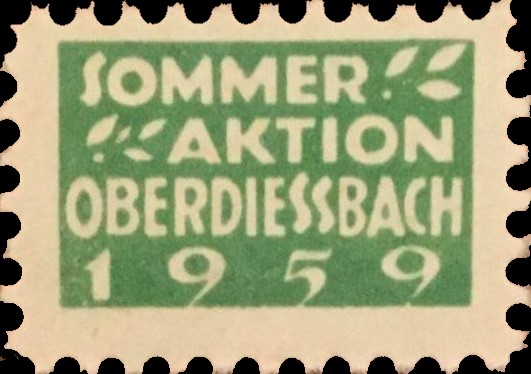 SOMMER
AKTION
OBERDIESSBACH
1959